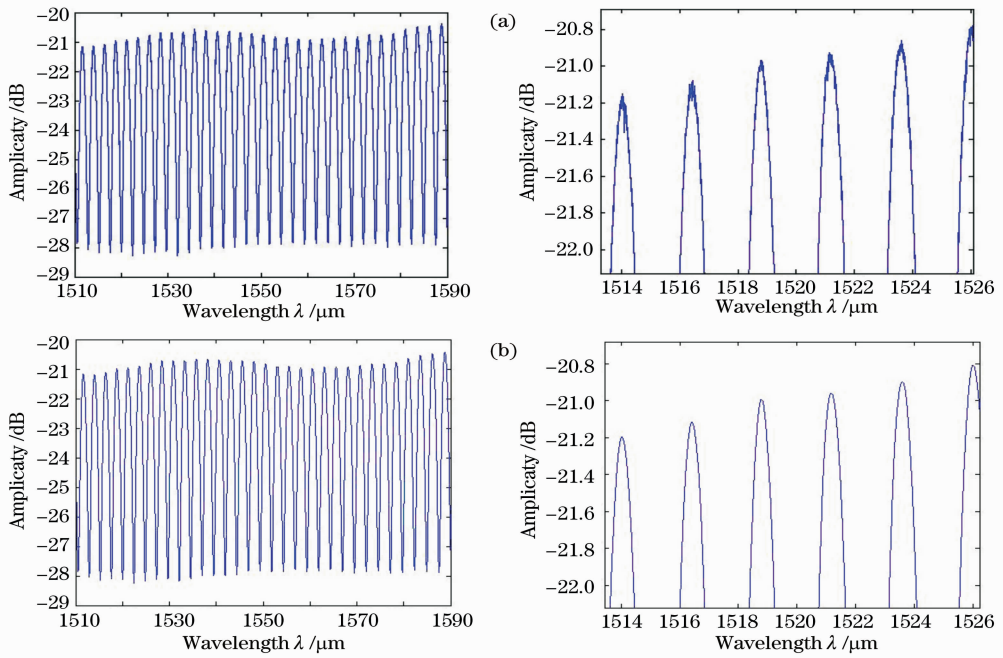 (a)
−20
−21
−22
−23
−24
−25
−26
−27
−28
−29
Amplicaty /dB
1510 1530 1550 1570 1590
Wavelength λ /μm
−20.8
−21.0
−21.2
−21.4
−21.6
−21.8
−22.0
Amplicaty /dB
1514 1516 1518 1520 1522 1524 1526
Wavelength λ /μm
(b)
−20
−21
−22
−23
−24
−25
−26
−27
−28
−29
Amplicaty /dB
1510 1530 1550 1570 1590
Wavelength λ /μm
−20.8
−21.0
−21.2
−21.4
−21.6
−21.8
−22.0
Amplicaty /dB
1514 1516 1518 1520 1522 1524 1526
Wavelength λ /μm